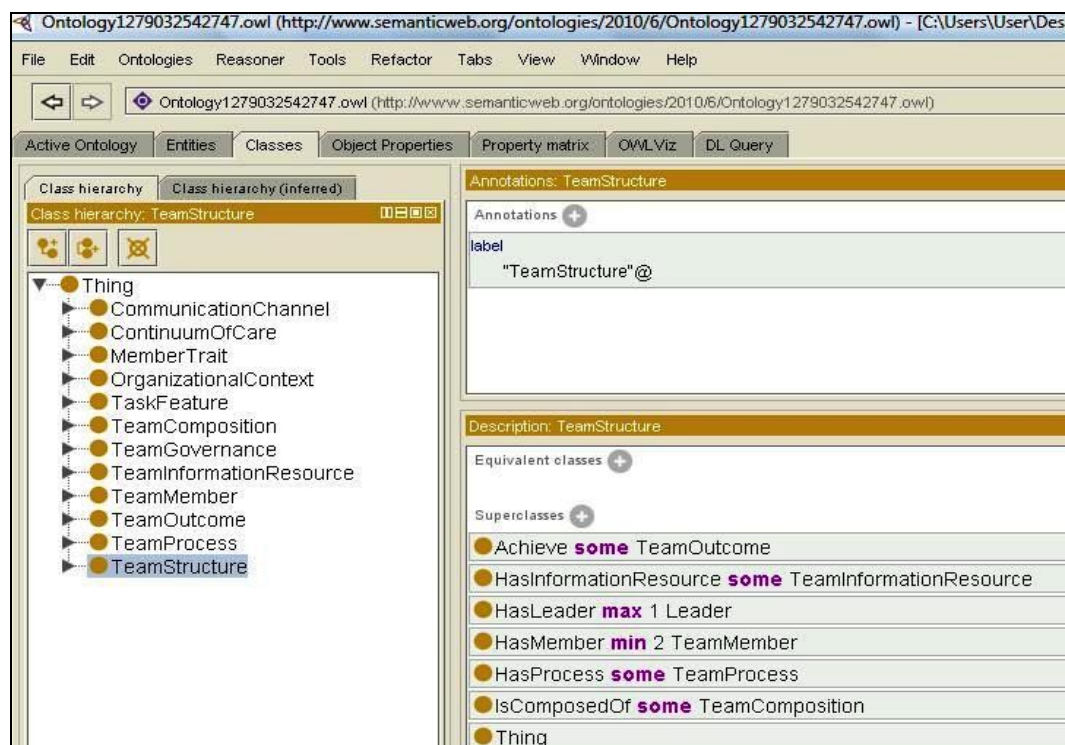 Ontology1279032542747.owl (http://www.semanticweb.org/ontologies/2010/6/Ontology1279032542747.owl) - [C:\Users\User\Des
File Edit Ontologies Reasoner Tools Refactor Tabs View Window Help
Ontology1279032542747.owl (http://www.semanticweb.org/ontologies/2010/6/Ontology1279032542747.owl)
Active Ontology Entities Classes Object Properties Property matrix OWLViz DL Query
Class hierarchy Class hierarchy (inferred)
Class hierarchy: TeamStructure
Thing
CommunicationChannel
ContinuumOfCare
MemberTrait
OrganizationalContext
TaskFeature
TeamComposition
TeamGovernance
TeamInformationResource
TeamMember
TeamOutcome
TeamProcess
TeamStructure
Annotations: TeamStructure
Annotations
label
"TeamStructure"@
Description: TeamStructure
Equivalent classes
Superclasses
Achieve some TeamOutcome
HasInformationResource some TeamInformationResource
HasLeader max 1 Leader
HasMember min 2 TeamMember
HasProcess some TeamProcess
IsComposedOf some TeamComposition
Thing